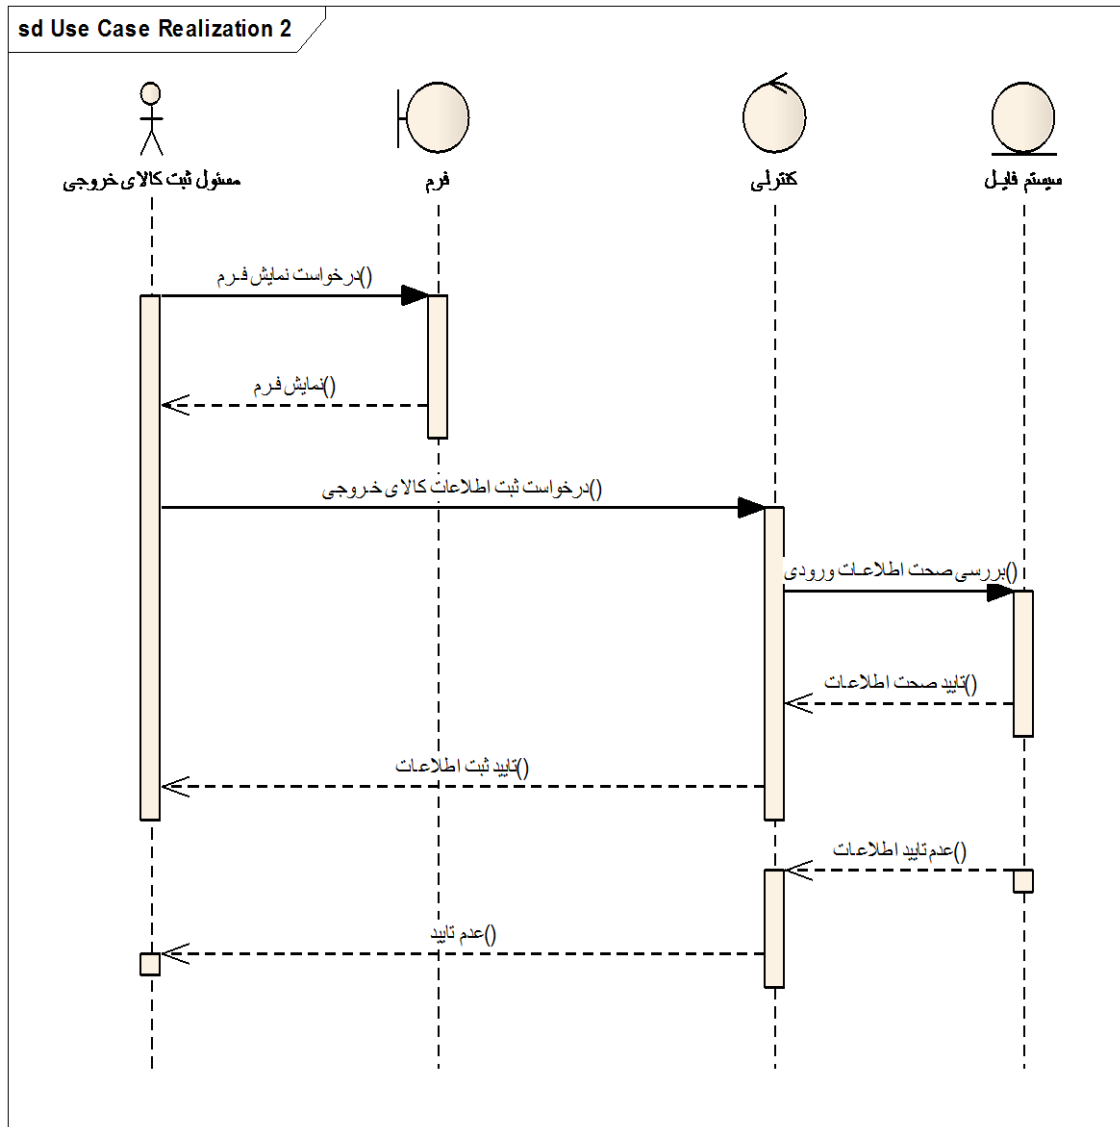 sd Use Case Realization 2
مسئول ثبت کالای خروجی
فرم
کنترلی
سیستم فایل
درخواست نمایش فرم()
نمایش فرم()
درخواست ثبت اطلاعات کالای خروجی()
بررسی صحت اطلاعات ورودی()
تایید صحت اطلاعات()
تایید ثبت اطلاعات()
عدم تایید اطلاعات()
عدم تایید()